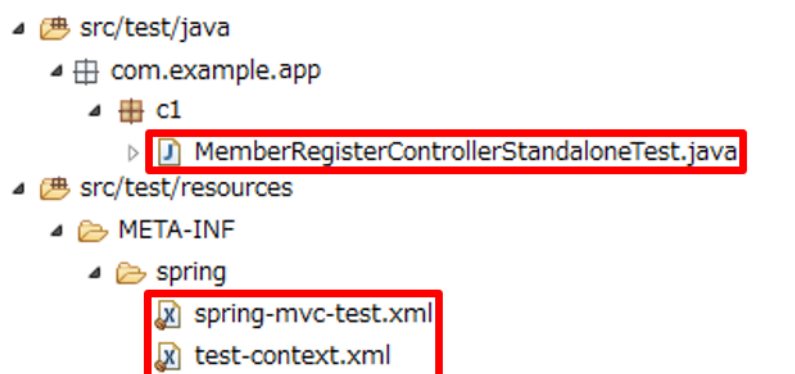 src/test/java
com.example.app
c1
MemberRegisterControllerStandaloneTest.java
src/test/resources
META-INF
spring
spring-mvc-test.xml
test-context.xml